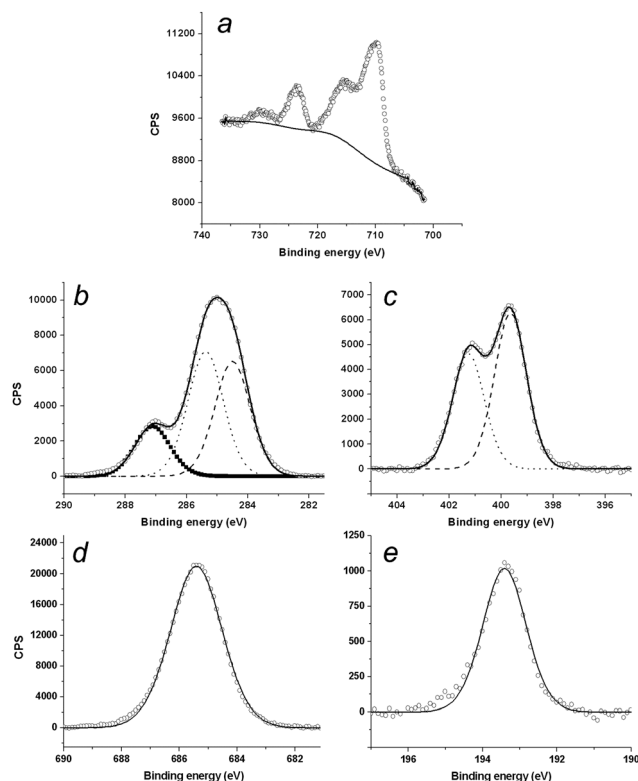 a
11200
10400
9600
8800
8000
CPS
740 730 720 710 700
Binding energy (eV)
b
10000
8000
6000
4000
2000
0
CPS
290 288 286 284 282
Binding energy (eV)
c
7000
6000
5000
4000
3000
2000
1000
0
404 402 400 398 396
Binding energy (eV)
d
24000
20000
16000
12000
8000
4000
0
CPS
690 688 686 684 682
Binding energy (eV)
e
1250
1000
750
500
250
0
196 194 192 190
Binding energy (eV)